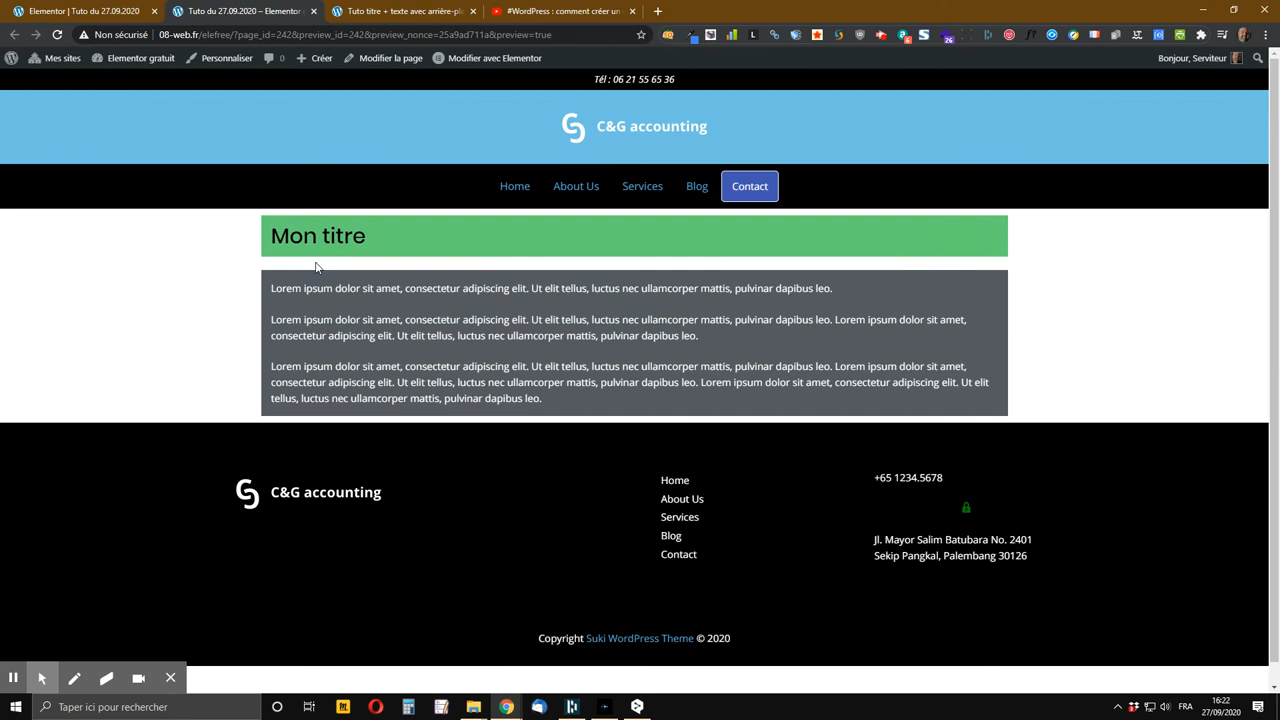 Elementor | Tuto du 27.09.2020
Tuto du 27.09.2020 – Elementor
Tuto titre + texte avec arrière-pla
#WordPress : comment créer un
Non sécurisé
08-web.fr/elefree/?page_id=242&preview_id=242&preview_nonce=25a9ad711a&preview=true
Mes sites
Elementor gratuit
Personnaliser
0
Créer
Modifier la page
Modifier avec Elementor
Bonjour, Serviteur
Tél : 06 21 55 65 36
C&G accounting
Home
About Us
Services
Blog
Contact
Mon titre
Lorem ipsum dolor sit amet, consectetur adipiscing elit. Ut elit tellus, luctus nec ullamcorper mattis, pulvinar dapibus leo.
Lorem ipsum dolor sit amet, consectetur adipiscing elit. Ut elit tellus, luctus nec ullamcorper mattis, pulvinar dapibus leo. Lorem ipsum dolor sit amet,
consectetur adipiscing elit. Ut elit tellus, luctus nec ullamcorper mattis, pulvinar dapibus leo.
Lorem ipsum dolor sit amet, consectetur adipiscing elit. Ut elit tellus, luctus nec ullamcorper mattis, pulvinar dapibus leo. Lorem ipsum dolor sit amet,
consectetur adipiscing elit. Ut elit tellus, luctus nec ullamcorper mattis, pulvinar dapibus leo. Lorem ipsum dolor sit amet, consectetur adipiscing elit. Ut elit
tellus, luctus nec ullamcorper mattis, pulvinar dapibus leo.
C&G accounting
Home
About Us
Services
Blog
Contact
+65 1234.5678
Jl. Mayor Salim Batubara No. 2401
Sekip Pangkal, Palembang 30126
Copyright Suki WordPress Theme © 2020
Taper ici pour rechercher
FRA
16:22
27/09/2020